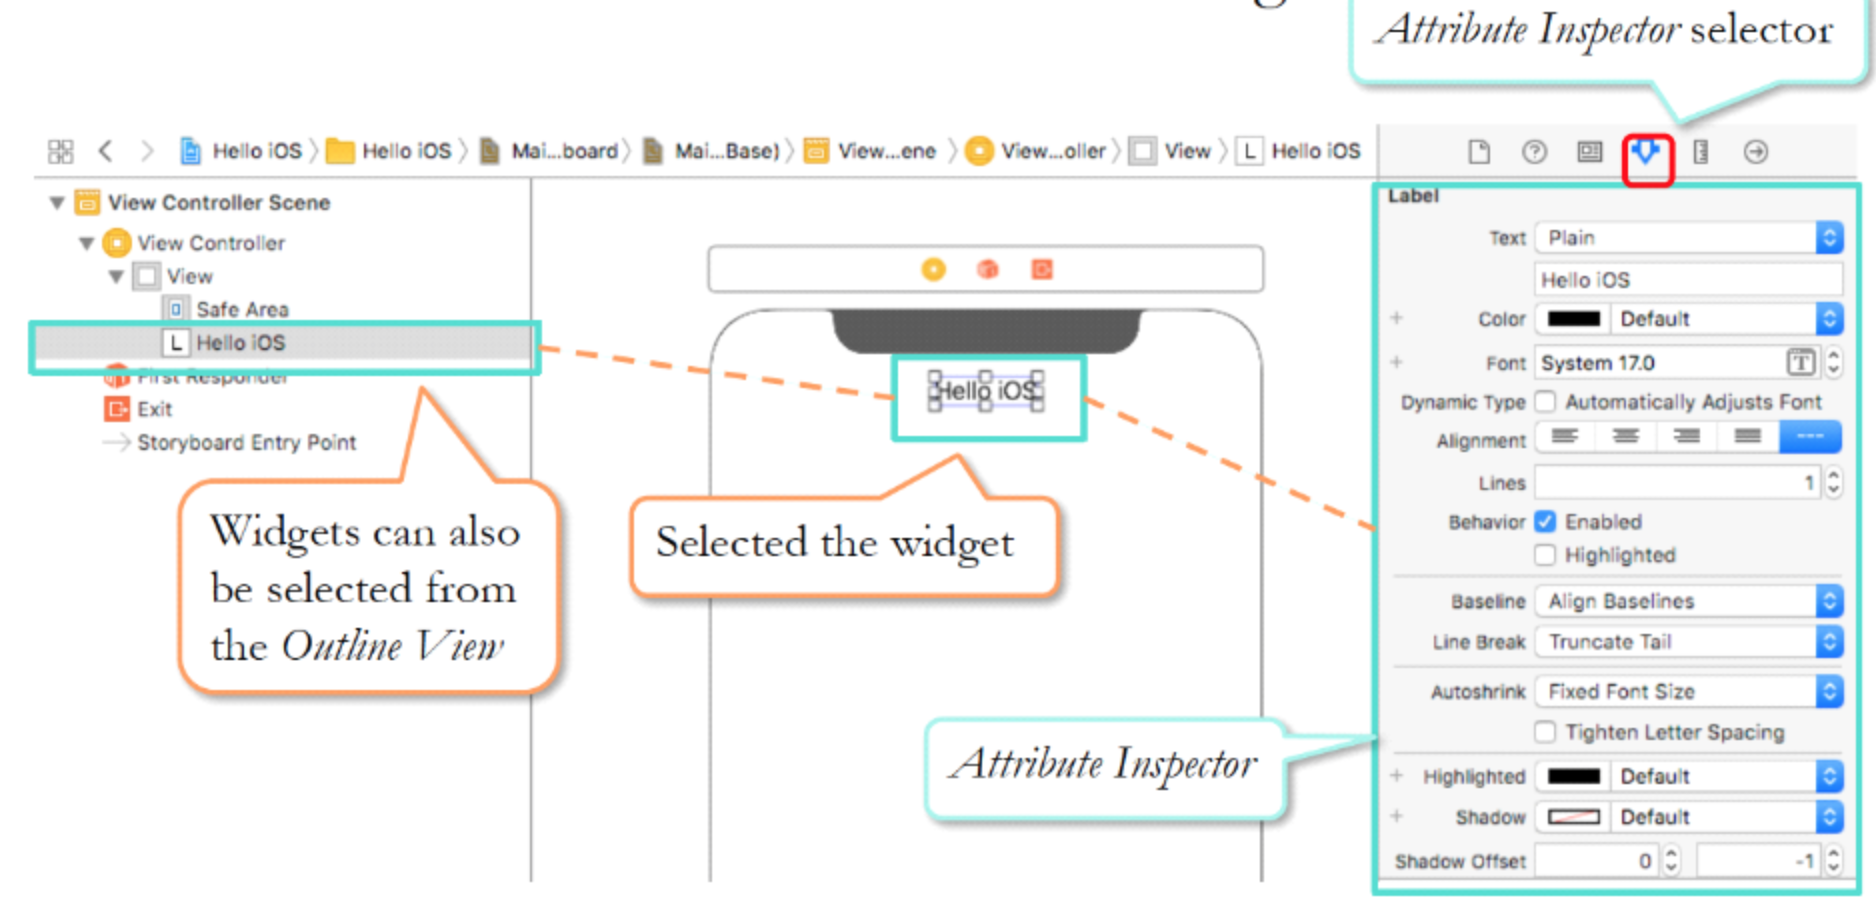 g
Attribute Inspector selector
Hello iOS
Hello iOS
Mai...board
Mai...Base)
View...ene
View...oller
View
L Hello iOS
View Controller Scene
View Controller
View
Safe Area
L Hello iOS
First Responder
Exit
Storyboard Entry Point
Hello iOS
Widgets can also
be selected from
the Outline View
Selected the widget
Attribute Inspector
Label
Text Plain
Hello iOS
Color Default
Font System 17.0 T
Dynamic Type Automatically Adjusts Font
Alignment ---
Lines 1
Behavior Enabled
Highlighted
Baseline Align Baselines
Line Break Truncate Tail
Autoshrink Fixed Font Size
Tighten Letter Spacing
Highlighted Default
Shadow Default
Shadow Offset 0 -1